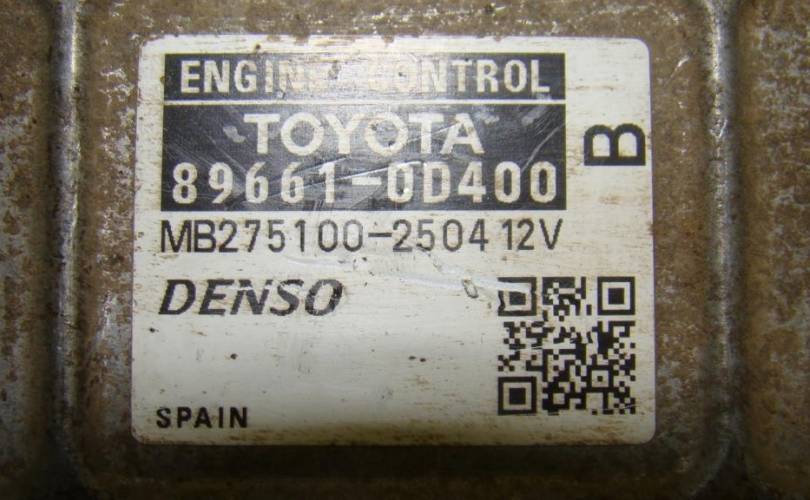 ENGINE CONTROL
TOYOTA
89661-0D400
B
MB275100-2504 12V
DENSO
SPAIN